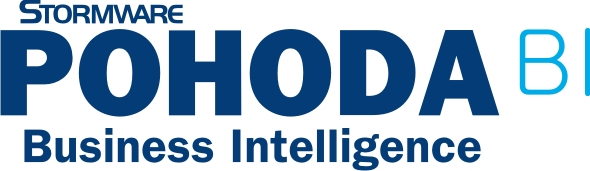 STORMWARE
POHODA BI
Business Intelligence